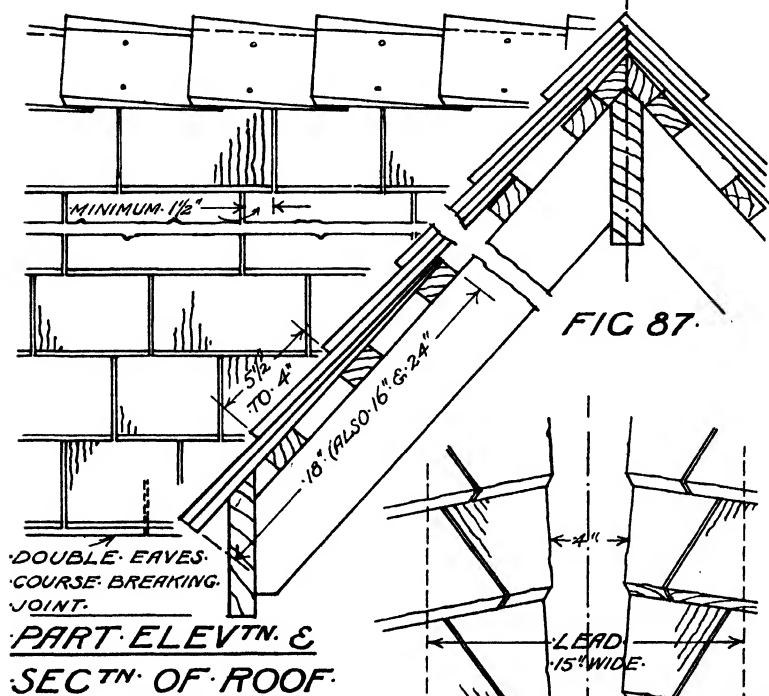 MINIMUM 1½"
5½"
TO 4"
18" (ALSO 16" & 24"
FIG 87.
DOUBLE EAVES.
COURSE BREAKING.
JOINT.
PART ELEVTN. &
SECTN. OF ROOF.
4"
LEAD
15" WIDE.